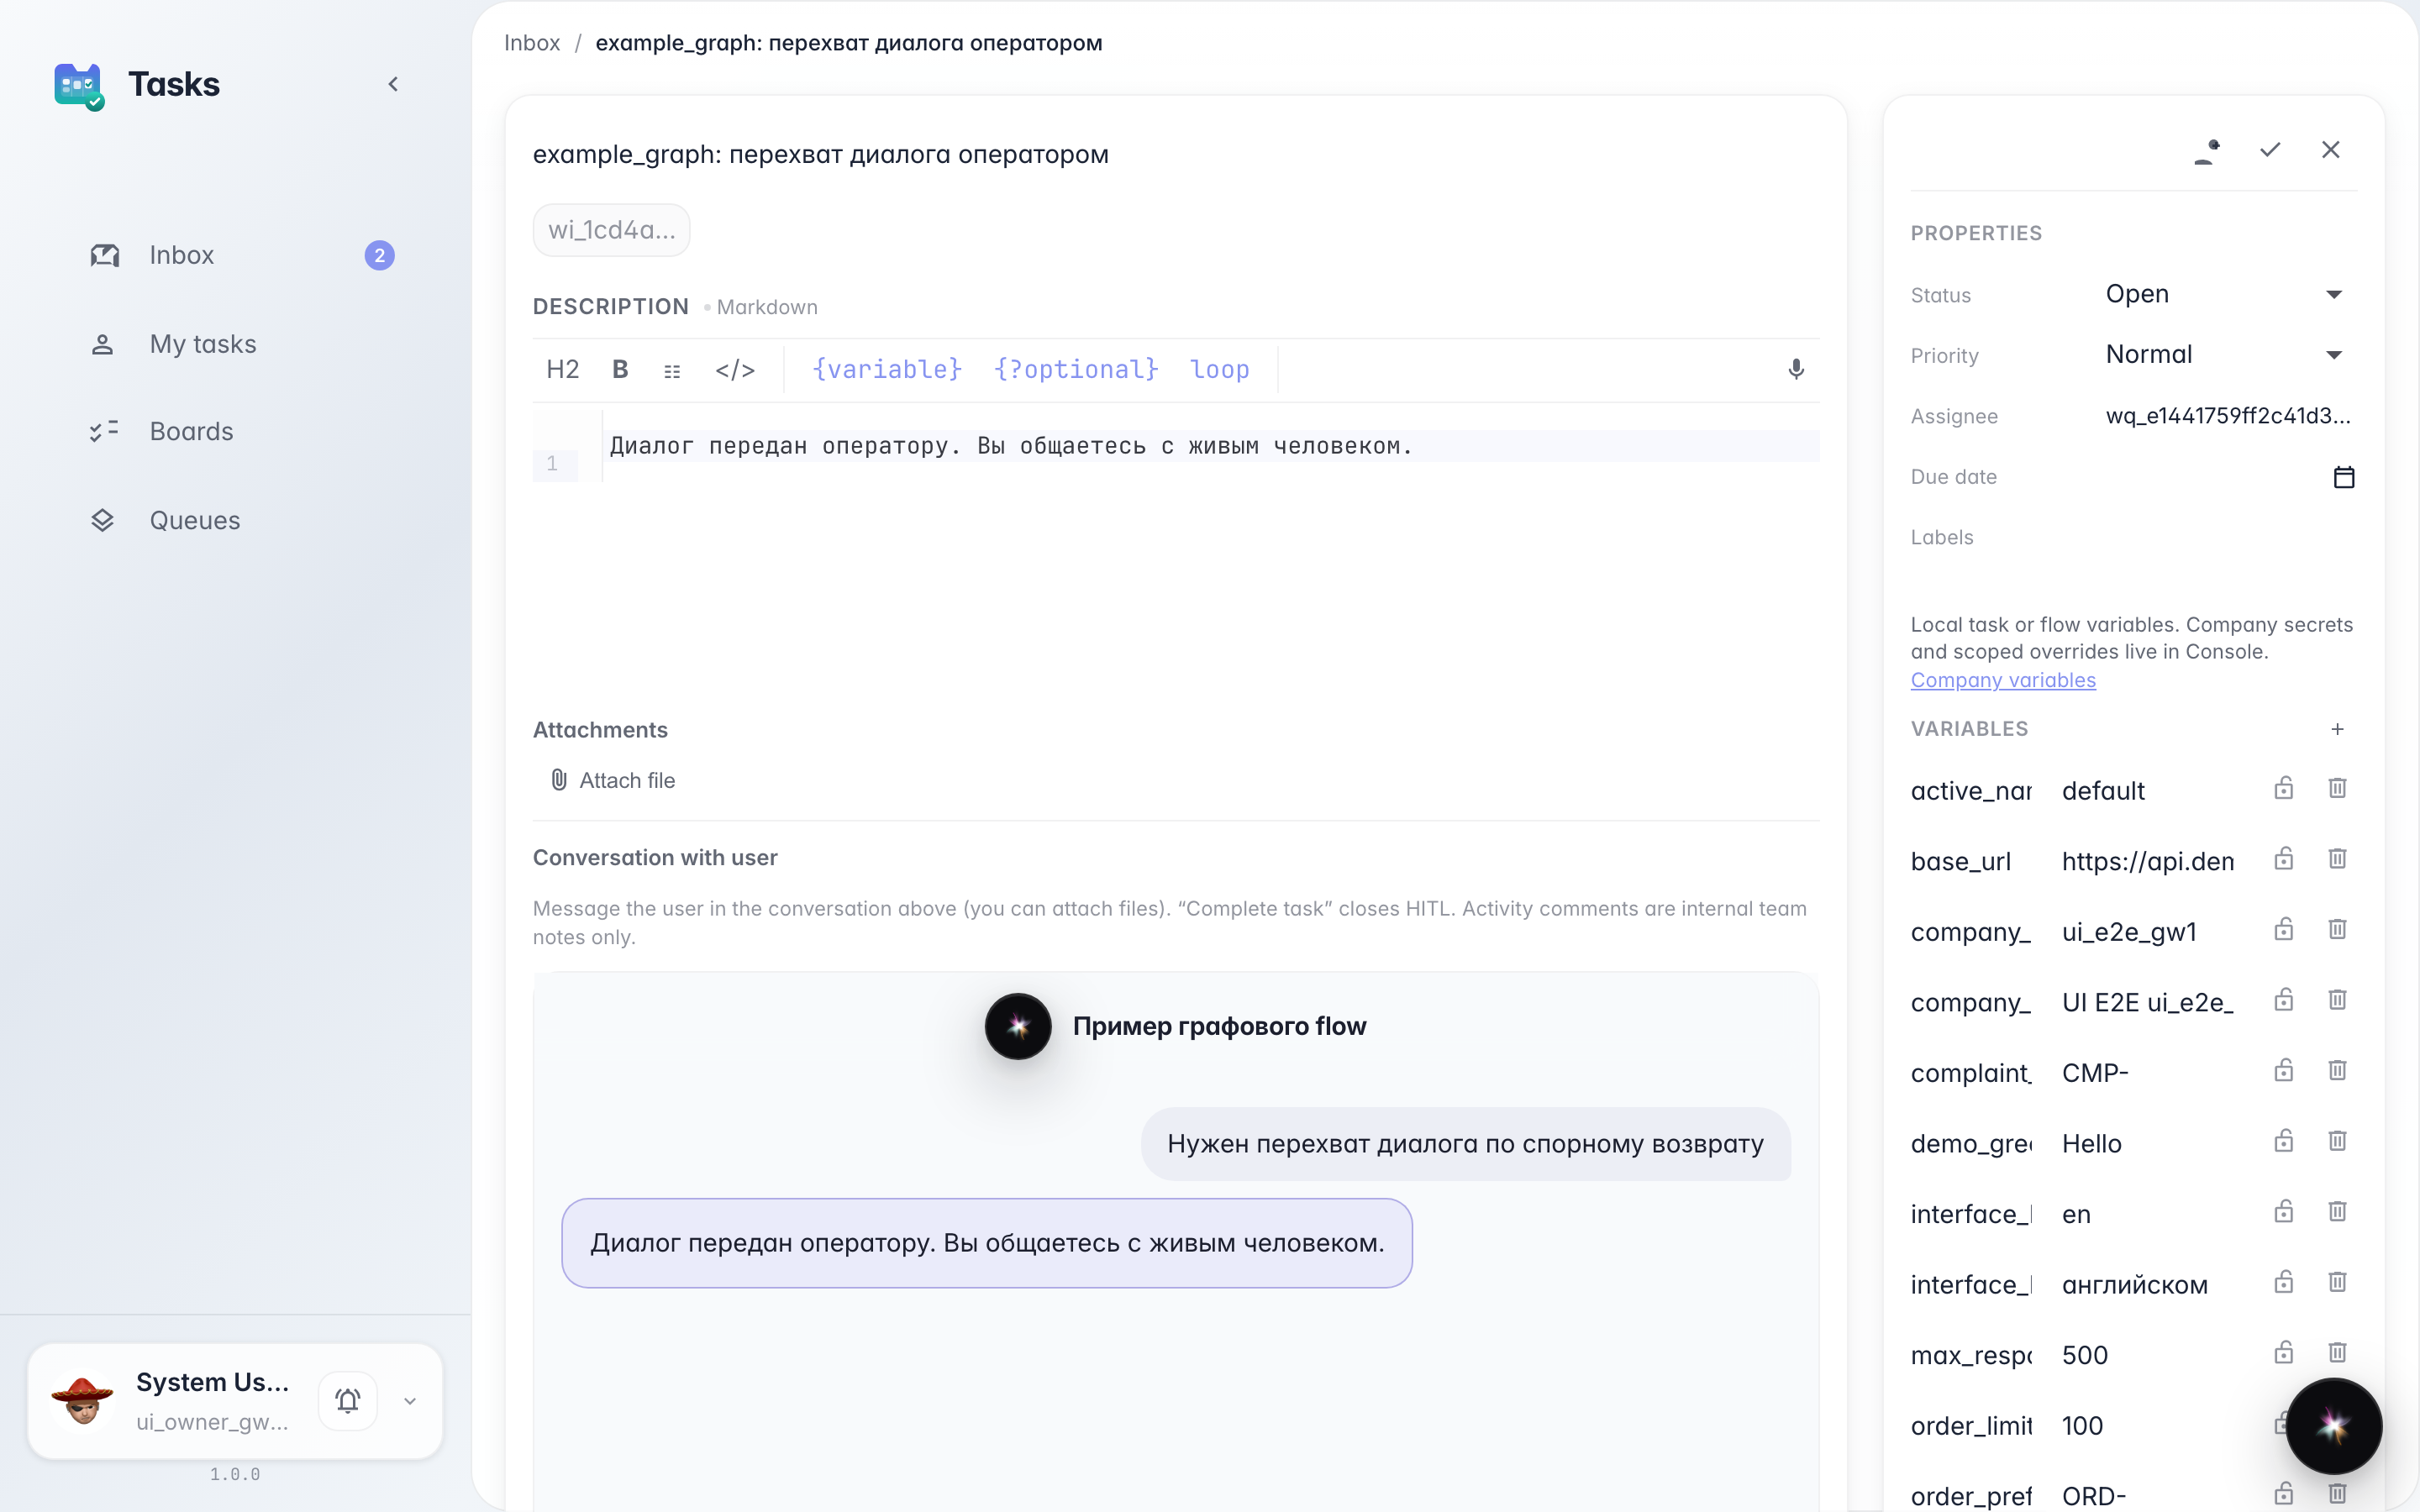 Tasks
Inbox
2
My tasks
Boards
Queues
System Us...
ui_owner_gw...
1.0.0
Inbox / example_graph: перехват диалога оператором
example_graph: перехват диалога оператором
wi_1cd4a...
DESCRIPTION • Markdown
H2 B </> {variable} {?optional} loop
1 Диалог передан оператору. Вы общаетесь с живым человеком.
Attachments
Attach file
Conversation with user
Message the user in the conversation above (you can attach files). “Complete task” closes HITL. Activity comments are internal team
notes only.
Пример графового flow
Нужен перехват диалога по спорному возврату
Диалог передан оператору. Вы общаетесь с живым человеком.
PROPERTIES
Status Open
Priority Normal
Assignee wq_e1441759ff2c41d3...
Due date
Labels
Local task or flow variables. Company secrets
and scoped overrides live in Console.
Company variables
VARIABLES +
active_nar default
base_url https://api.den
company_ ui_e2e_gw1
company_ UI E2E ui_e2e_
complaint_ CMP-
demo_gree Hello
interface_l en
interface_l английском
max_respo 500
order_limit 100
order_pref ORD-